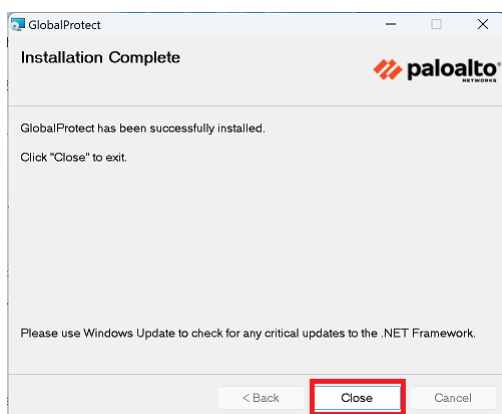 GlobalProtect
Installation Complete
paloalto
NETWORKS
GlobalProtect has been successfully installed.
Click "Close" to exit.
Please use Windows Update to check for any critical updates to the .NET Framework.
< Back
Close
Cancel